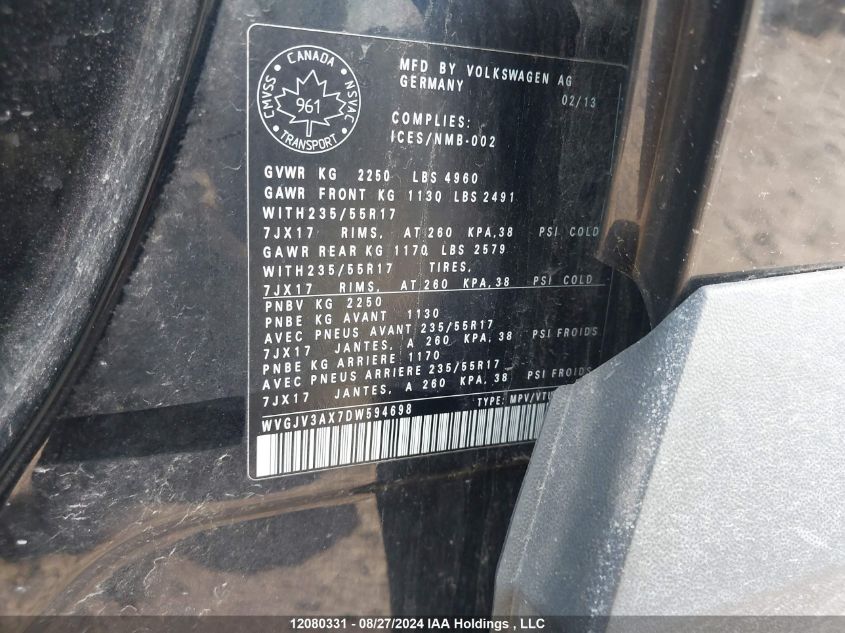 CANADA
CMVSS
NSVAC
961
TRANSPORT
MFD BY VOLKSWAGEN AG
GERMANY
02/13
COMPLIES:
ICES/NMB-002
GVWR KG 2250 LBS 4960
GAWR FRONT KG 1130 LBS 2491
WITH235/55R17
7JX17 RIMS, AT 260 KPA,38 PSI COLD
GAWR REAR KG 1170 LBS 2579
WITH235/55R17 TIRES,
7JX17 RIMS, AT 260 KPA,38 PSI COLD
PNBV KG 2250
PNBE KG AVANT 1130
AVEC PNEUS AVANT 235/55R17
7JX17 JANTES, A 260 KPA, 38 PSI FROIDS
PNBE KG ARRIERE 1170
AVEC PNEUS ARRIERE 235/55R17
7JX17 JANTES, A 260 KPA, 38 PSI FROIDS
WVGJV3AX7DW594698 TYPE: MPV/VTU
12080331 - 08/27/2024 IAA Holdings , LLC